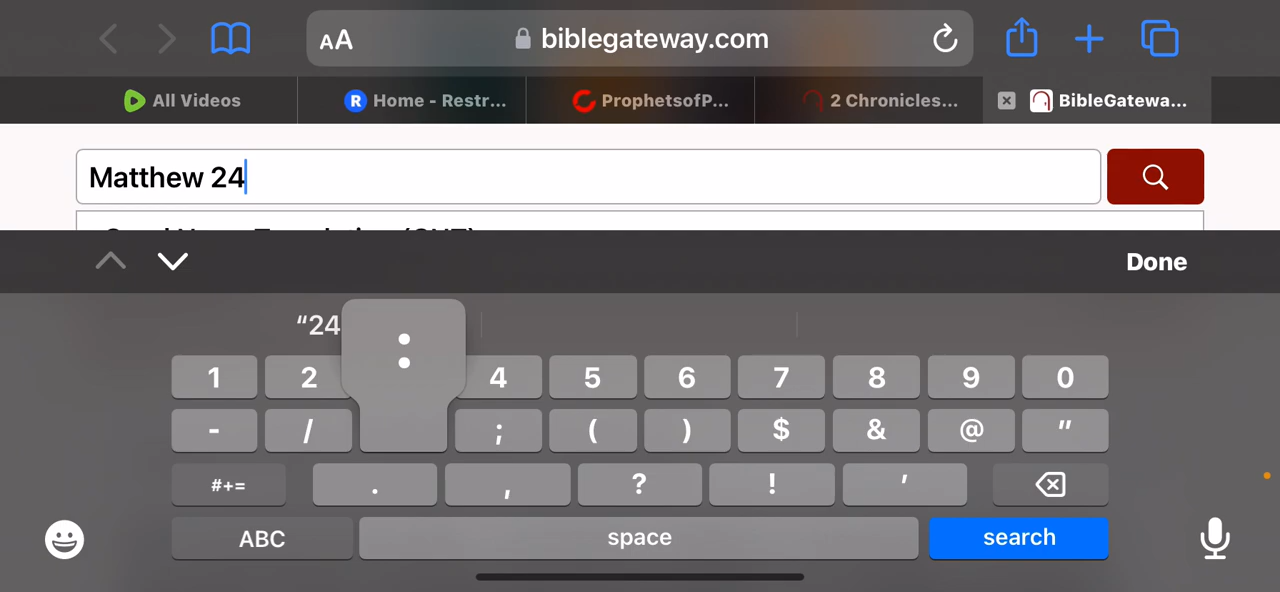 AA biblegateway.com
All Videos Home - Restr... ProphetsofP... 2 Chronicles... BibleGatewa...
Matthew 24
Done
“24 :
1 2 4 5 6 7 8 9 0
- / ; ( ) $ & @ "
#+= . , ? ! '
ABC space search